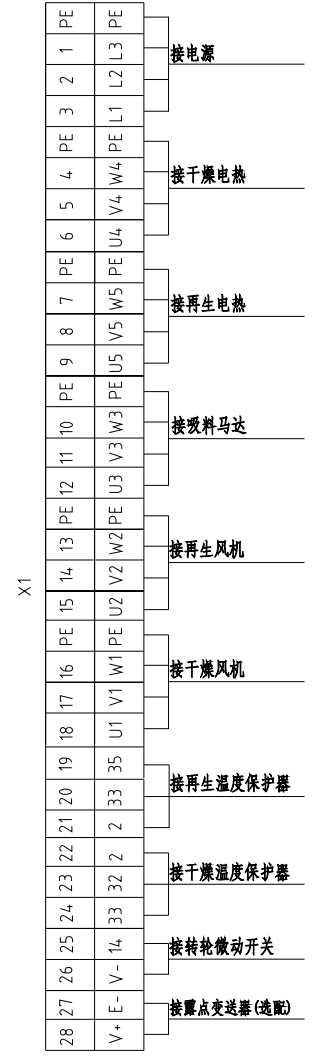 X1
PE PE
1 L3
2 L2
3 L1
接电源
PE PE
4 W4
5 V4
6 U4
接干燥电热
PE PE
7 W5
8 V5
9 U5
接再生电热
PE PE
10 W3
11 V3
12 U3
接吸料马达
PE PE
13 W2
14 V2
15 U2
接再生风机
PE PE
16 W1
17 V1
18 U1
接干燥风机
19 35
20 33
21 2
接再生温度保护器
22 2
23 32
24 33
接干燥温度保护器
25 14
26 V-
接转轮微动开关
27 E-
28 V+
接露点变送器(选配)